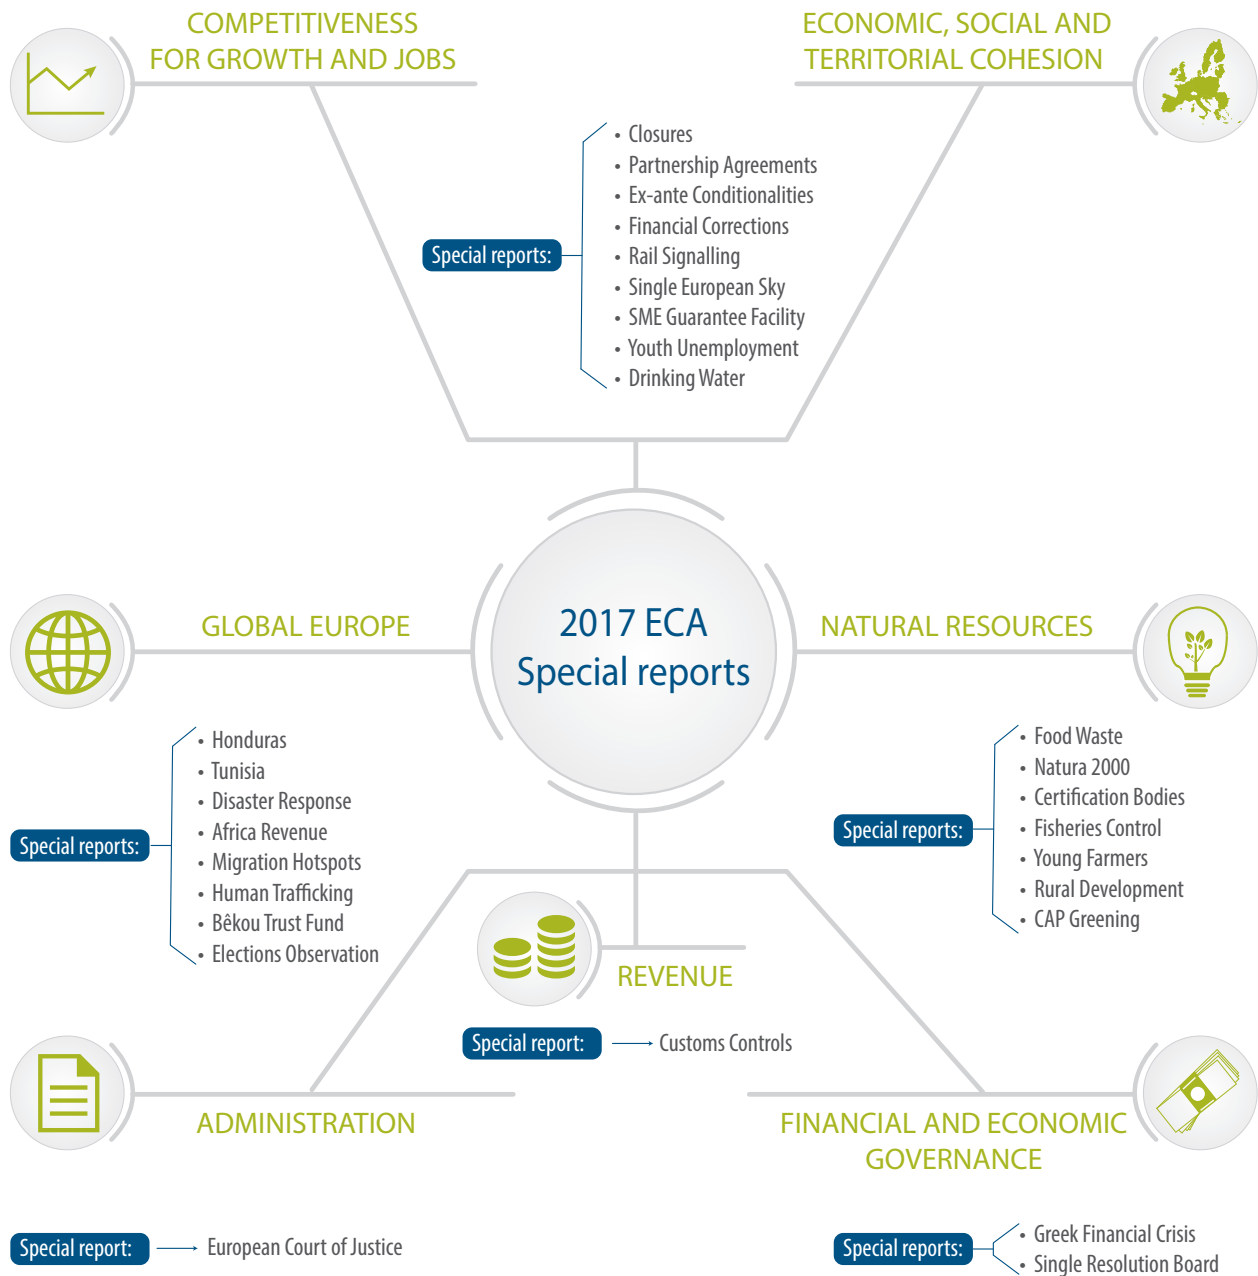 COMPETITIVENESS
FOR GROWTH AND JOBS
ECONOMIC, SOCIAL AND
TERRITORIAL COHESION
Special reports:
• Closures
• Partnership Agreements
• Ex-ante Conditionalities
• Financial Corrections
• Rail Signalling
• Single European Sky
• SME Guarantee Facility
• Youth Unemployment
• Drinking Water
2017 ECA
Special reports
GLOBAL EUROPE
Special reports:
• Honduras
• Tunisia
• Disaster Response
• Africa Revenue
• Migration Hotspots
• Human Trafficking
• Bêkou Trust Fund
• Elections Observation
NATURAL RESOURCES
Special reports:
• Food Waste
• Natura 2000
• Certification Bodies
• Fisheries Control
• Young Farmers
• Rural Development
• CAP Greening
REVENUE
Special report:
Customs Controls
ADMINISTRATION
Special report:
European Court of Justice
FINANCIAL AND ECONOMIC
GOVERNANCE
Special reports:
• Greek Financial Crisis
• Single Resolution Board